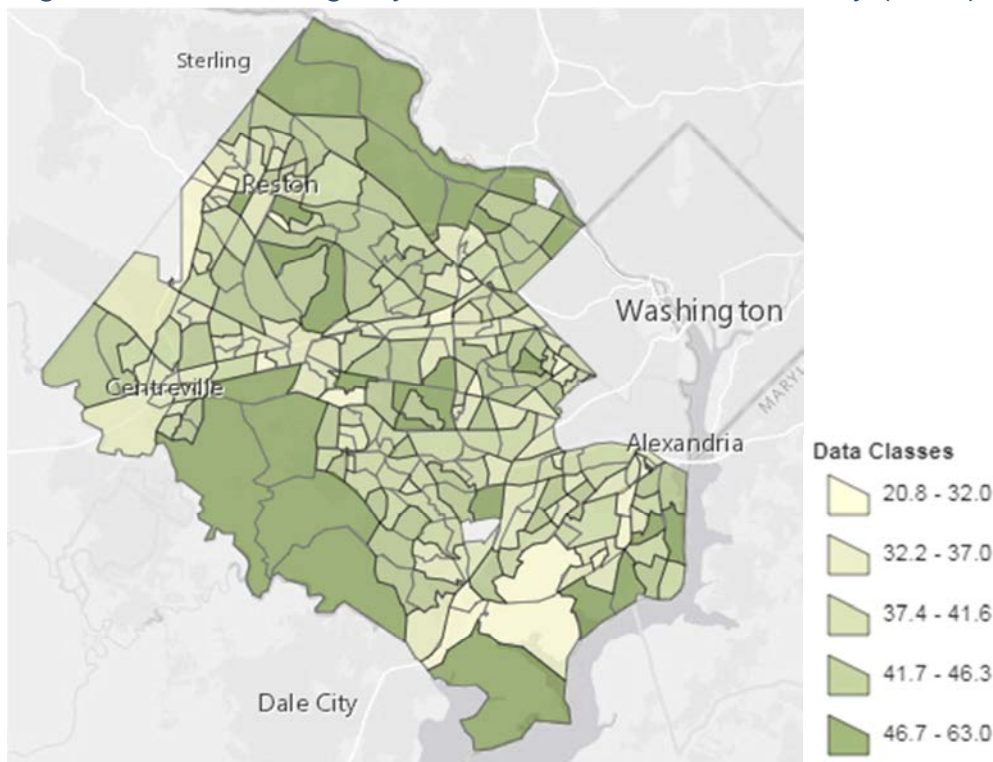 Sterling
Reston
Washington
Centreville
Alexandria
Dale City
Data Classes
20.8 - 32.0
32.2 - 37.0
37.4 - 41.6
41.7 - 46.3
46.7 - 63.0